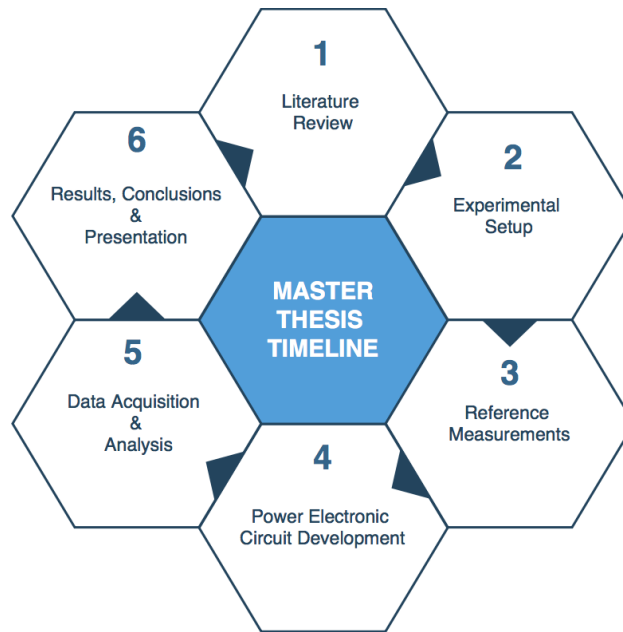 1
Literature
Review
2
Experimental
Setup
3
Reference
Measurements
4
Power Electronic
Circuit Development
5
Data Acquisition
&
Analysis
6
Results, Conclusions
&
Presentation
MASTER
THESIS
TIMELINE